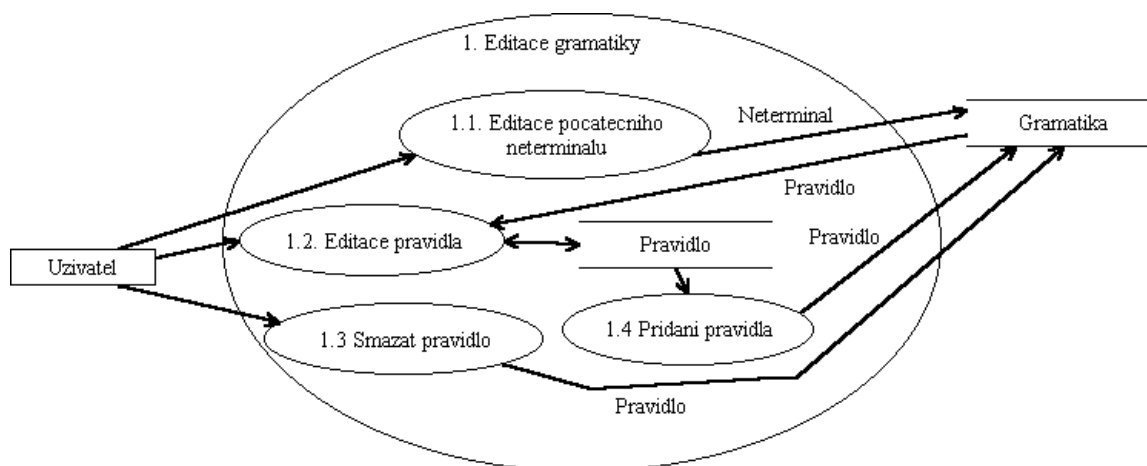 1. Editace gramatiky
1.1. Editace pocatecniho
neterminalu
Neterminal
Gramatika
Pravidlo
1.2. Editace pravidla
Pravidlo
Pravidlo
Uzivatel
1.3 Smazat pravidlo
1.4 Pridani pravidla
Pravidlo